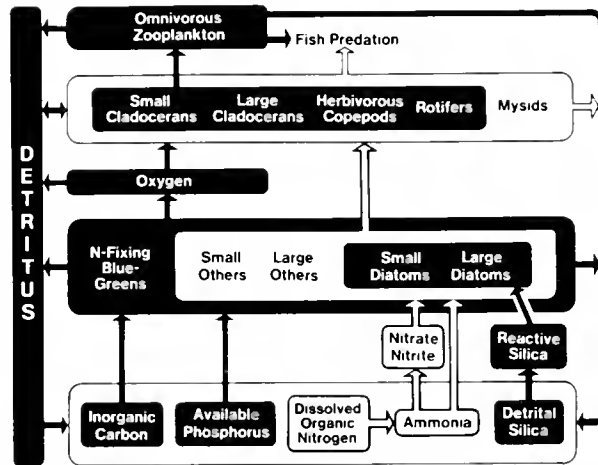 Omnivorous
Zooplankton
Fish Predation
Small
Cladocerans
Large
Cladocerans
Herbivorous
Copepods
Rotifers
Mysids
DETRITUS
Oxygen
N-Fixing
Blue-
Greens
Small
Others
Large
Others
Small
Diatoms
Large
Diatoms
Nitrate
Nitrite
Reactive
Silica
Inorganic
Carbon
Available
Phosphorus
Dissolved
Organic
Nitrogen
Ammonia
Detrital
Silica